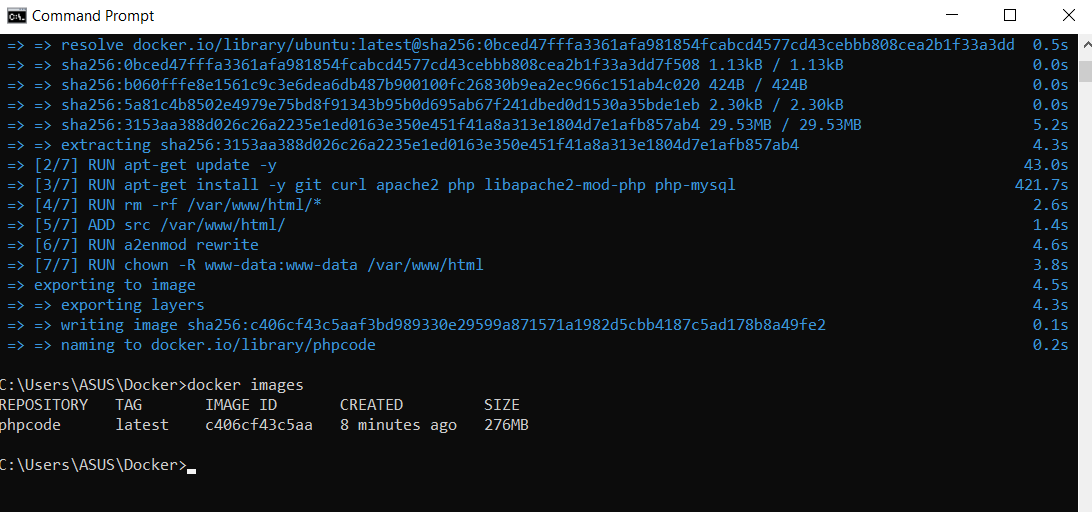 Command Prompt
=> => resolve docker.io/library/ubuntu:latest@sha256:0bced47fffa3361afa981854fcabcd4577cd43cebbb808cea2b1f33a3dd 0.5s
=> => sha256:0bced47fffa3361afa981854fcabcd4577cd43cebbb808cea2b1f33a3dd7f508 1.13kB / 1.13kB 0.0s
=> => sha256:b060fffe8e1561c9c3e6dea6db487b900100fc26830b9ea2ec966c151ab4c020 424B / 424B 0.0s
=> => sha256:5a81c4b8502e4979e75bd8f91343b95b0d695ab67f241dbed0d1530a35bde1eb 2.30kB / 2.30kB 0.0s
=> => sha256:3153aa388d026c26a2235e1ed0163e350e451f41a8a313e1804d7e1afb857ab4 29.53MB / 29.53MB 5.2s
=> => extracting sha256:3153aa388d026c26a2235e1ed0163e350e451f41a8a313e1804d7e1afb857ab4 4.3s
=> [2/7] RUN apt-get update -y 43.0s
=> [3/7] RUN apt-get install -y git curl apache2 php libapache2-mod-php php-mysql 421.7s
=> [4/7] RUN rm -rf /var/www/html/* 2.6s
=> [5/7] ADD src /var/www/html/ 1.4s
=> [6/7] RUN a2enmod rewrite 4.6s
=> [7/7] RUN chown -R www-data:www-data /var/www/html 3.8s
=> exporting to image 4.5s
=> => exporting layers 4.3s
=> => writing image sha256:c406cf43c5aaf3bd989330e29599a871571a1982d5cbb4187c5ad178b8a49fe2 0.1s
=> => naming to docker.io/library/phpcode 0.2s
C:\Users\ASUS\Docker>docker images
REPOSITORY TAG IMAGE ID CREATED SIZE
phpcode latest c406cf43c5aa 8 minutes ago 276MB
C:\Users\ASUS\Docker>